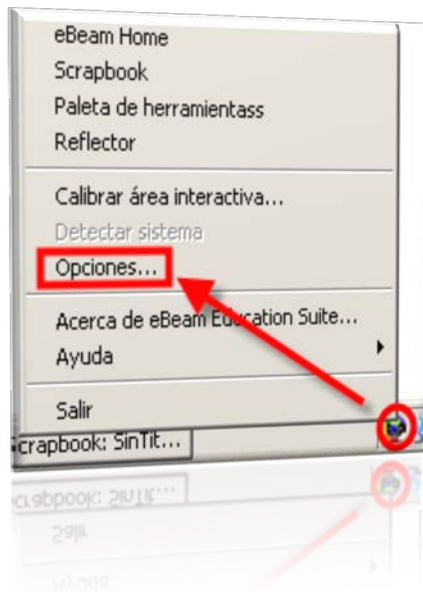 eBeam Home
Scrapbook
Paleta de herramientass
Reflector
Calibrar área interactiva...
Detectar sistema
Opciones...
Acerca de eBeam Education Suite...
Ayuda
Salir
crapbook: SinTit...